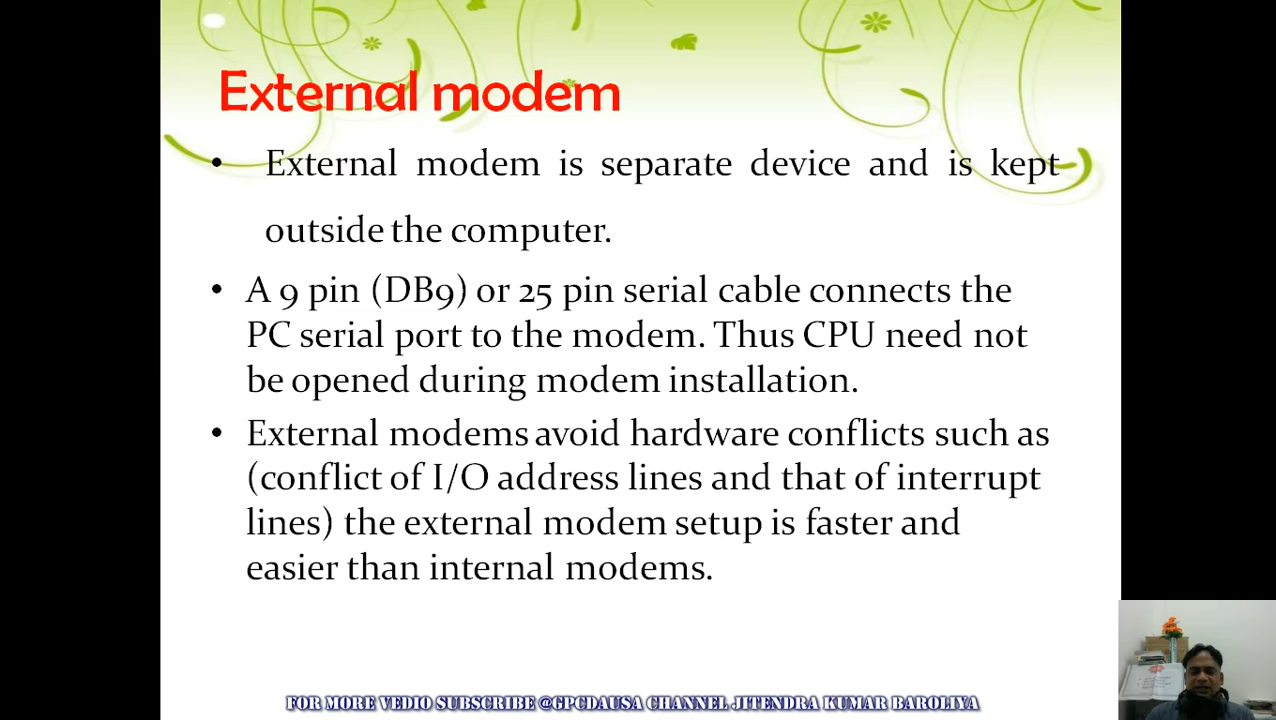 External modem
• External modem is separate device and is kept
outside the computer.
• A 9 pin (DB9) or 25 pin serial cable connects the
PC serial port to the modem. Thus CPU need not
be opened during modem installation.
• External modems avoid hardware conflicts such as
(conflict of I/O address lines and that of interrupt
lines) the external modem setup is faster and
easier than internal modems.
FOR MORE VEDIO SUBSCRIBE @GPCDAUSA CHANNEL JITENDRA KUMAR BAROLIYA